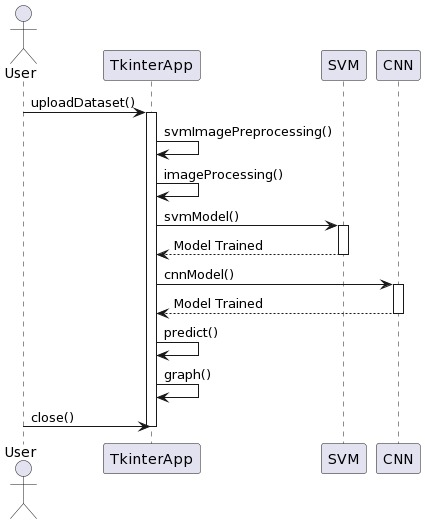 User
TkinterApp
SVM
CNN
uploadDataset()
svmImagePreprocessing()
imageProcessing()
svmModel()
Model Trained
cnnModel()
Model Trained
predict()
graph()
close()
User
TkinterApp
SVM
CNN